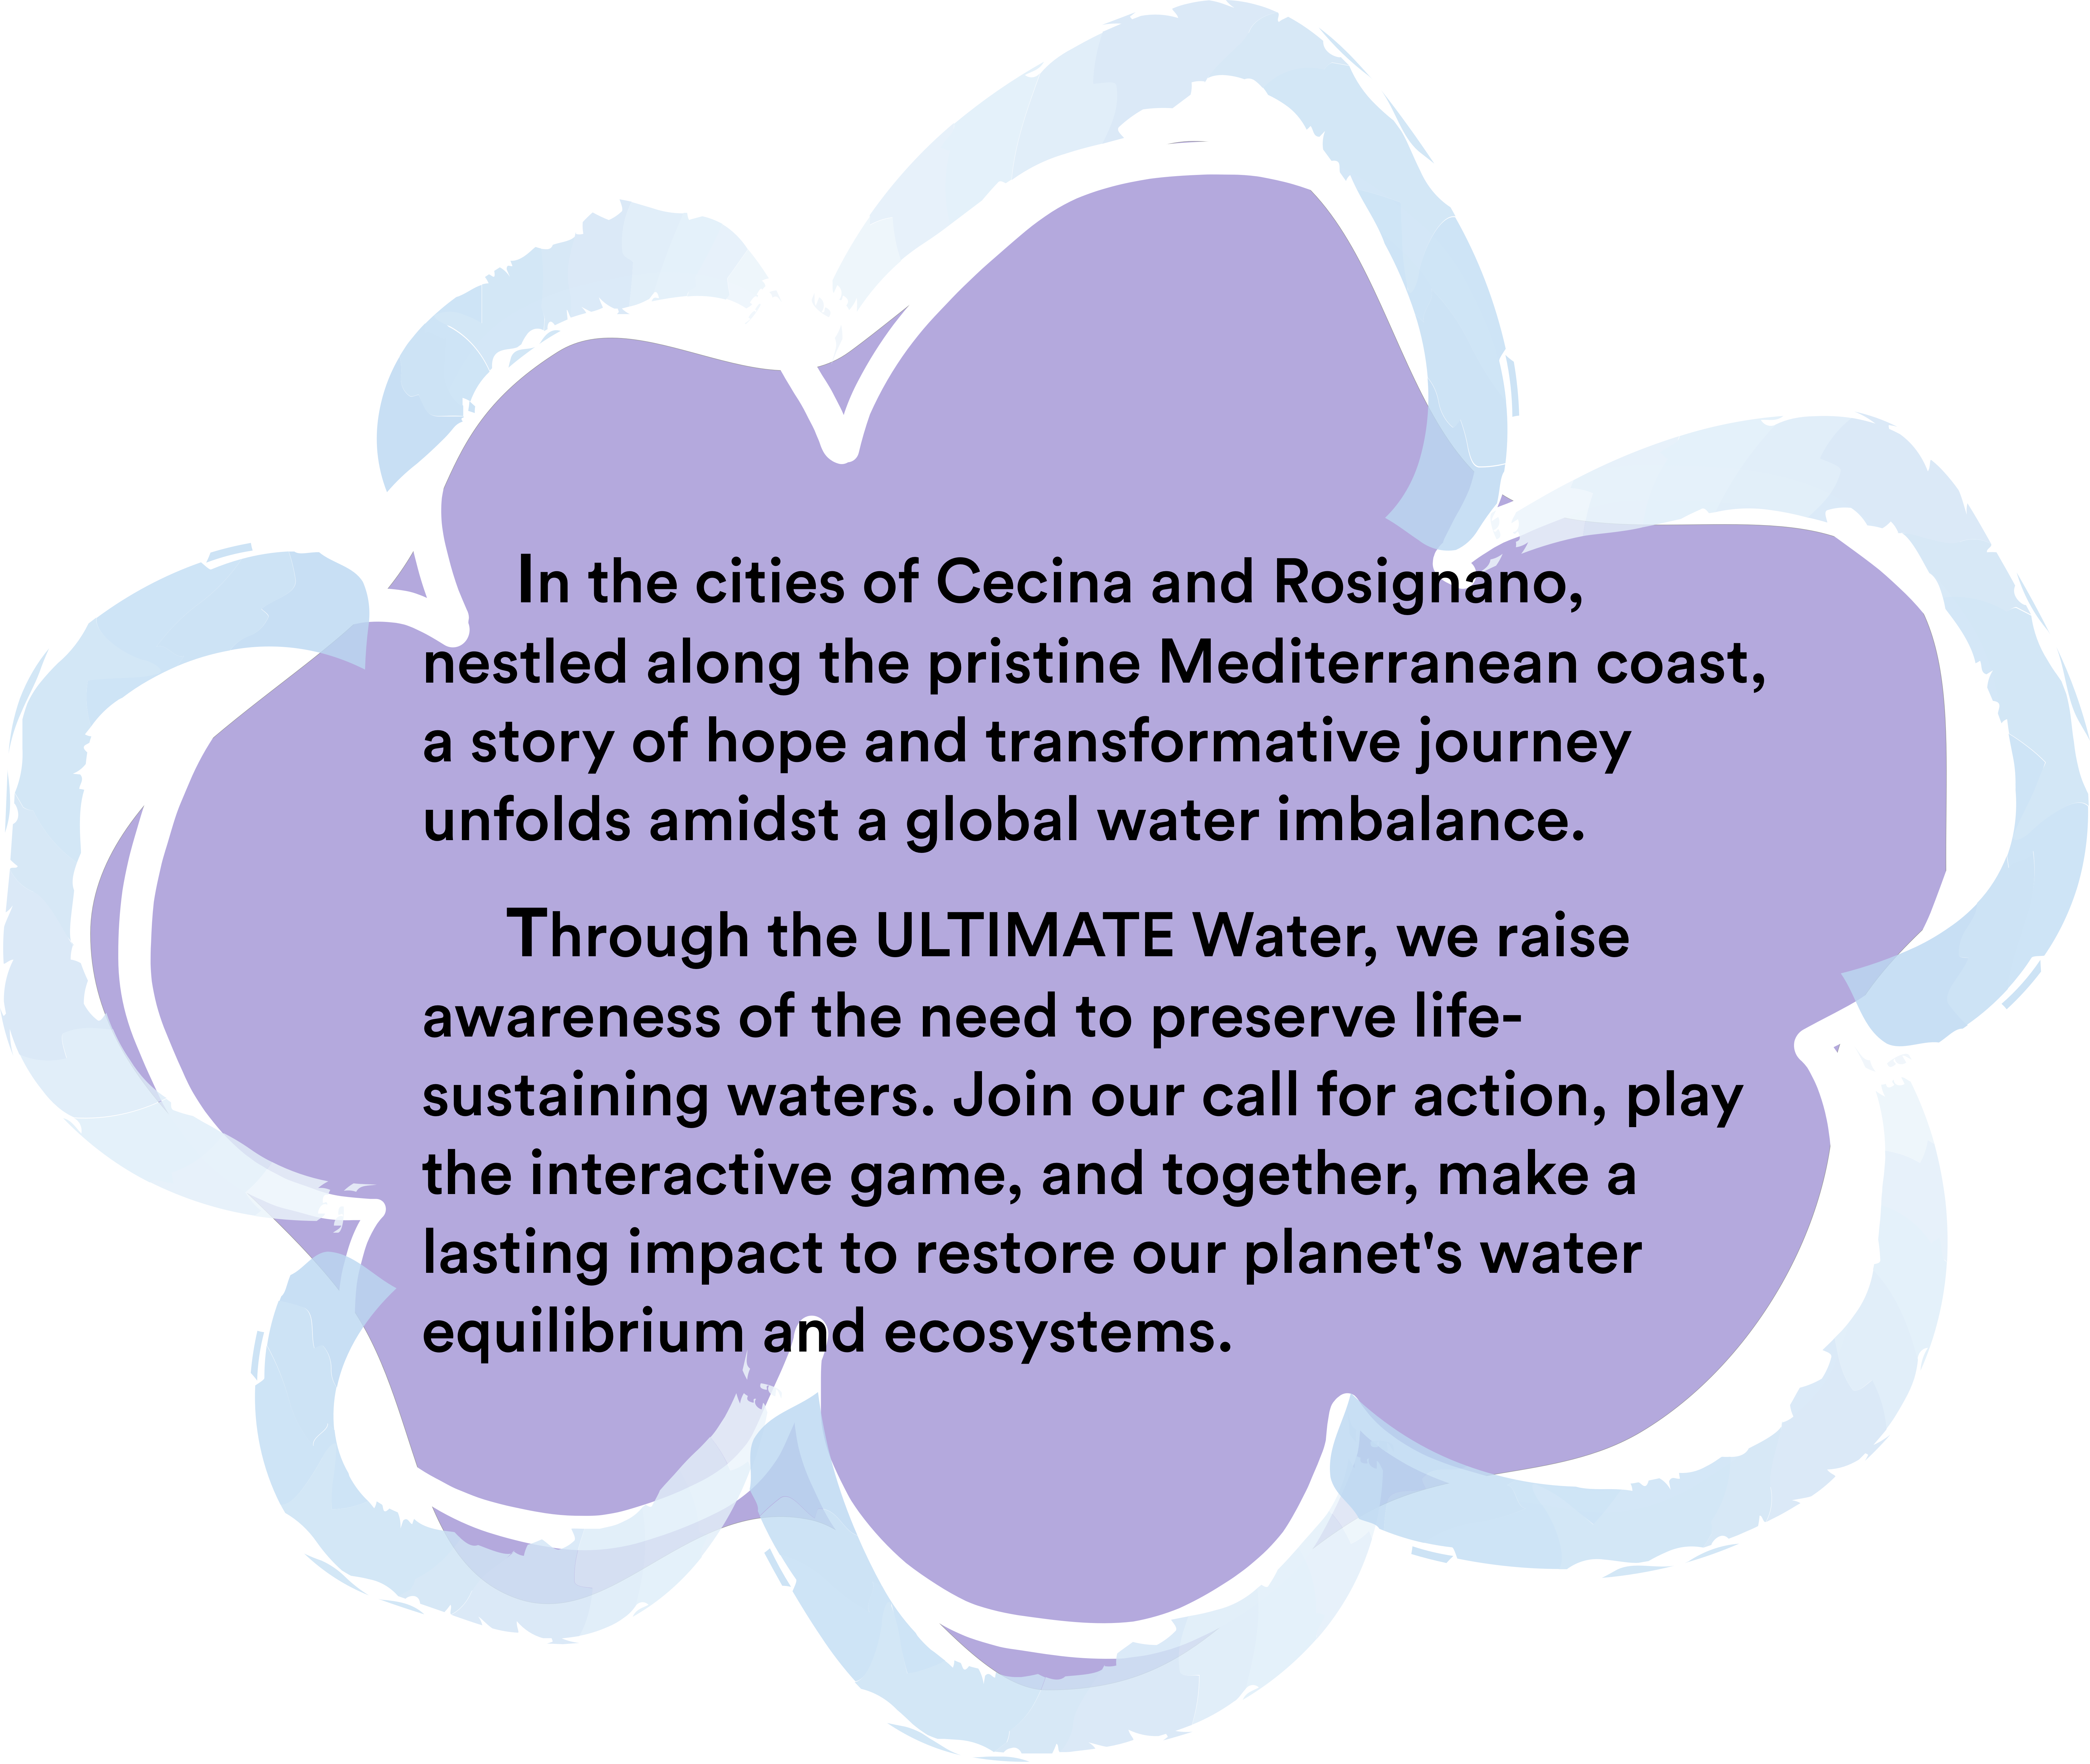 In the cities of Cecina and Rosignano,
nestled along the pristine Mediterranean coast,
a story of hope and transformative journey
unfolds amidst a global water imbalance.
Through the ULTIMATE Water, we raise
awareness of the need to preserve life-
sustaining waters. Join our call for action, play
the interactive game, and together, make a
lasting impact to restore our planet's water
equilibrium and ecosystems.